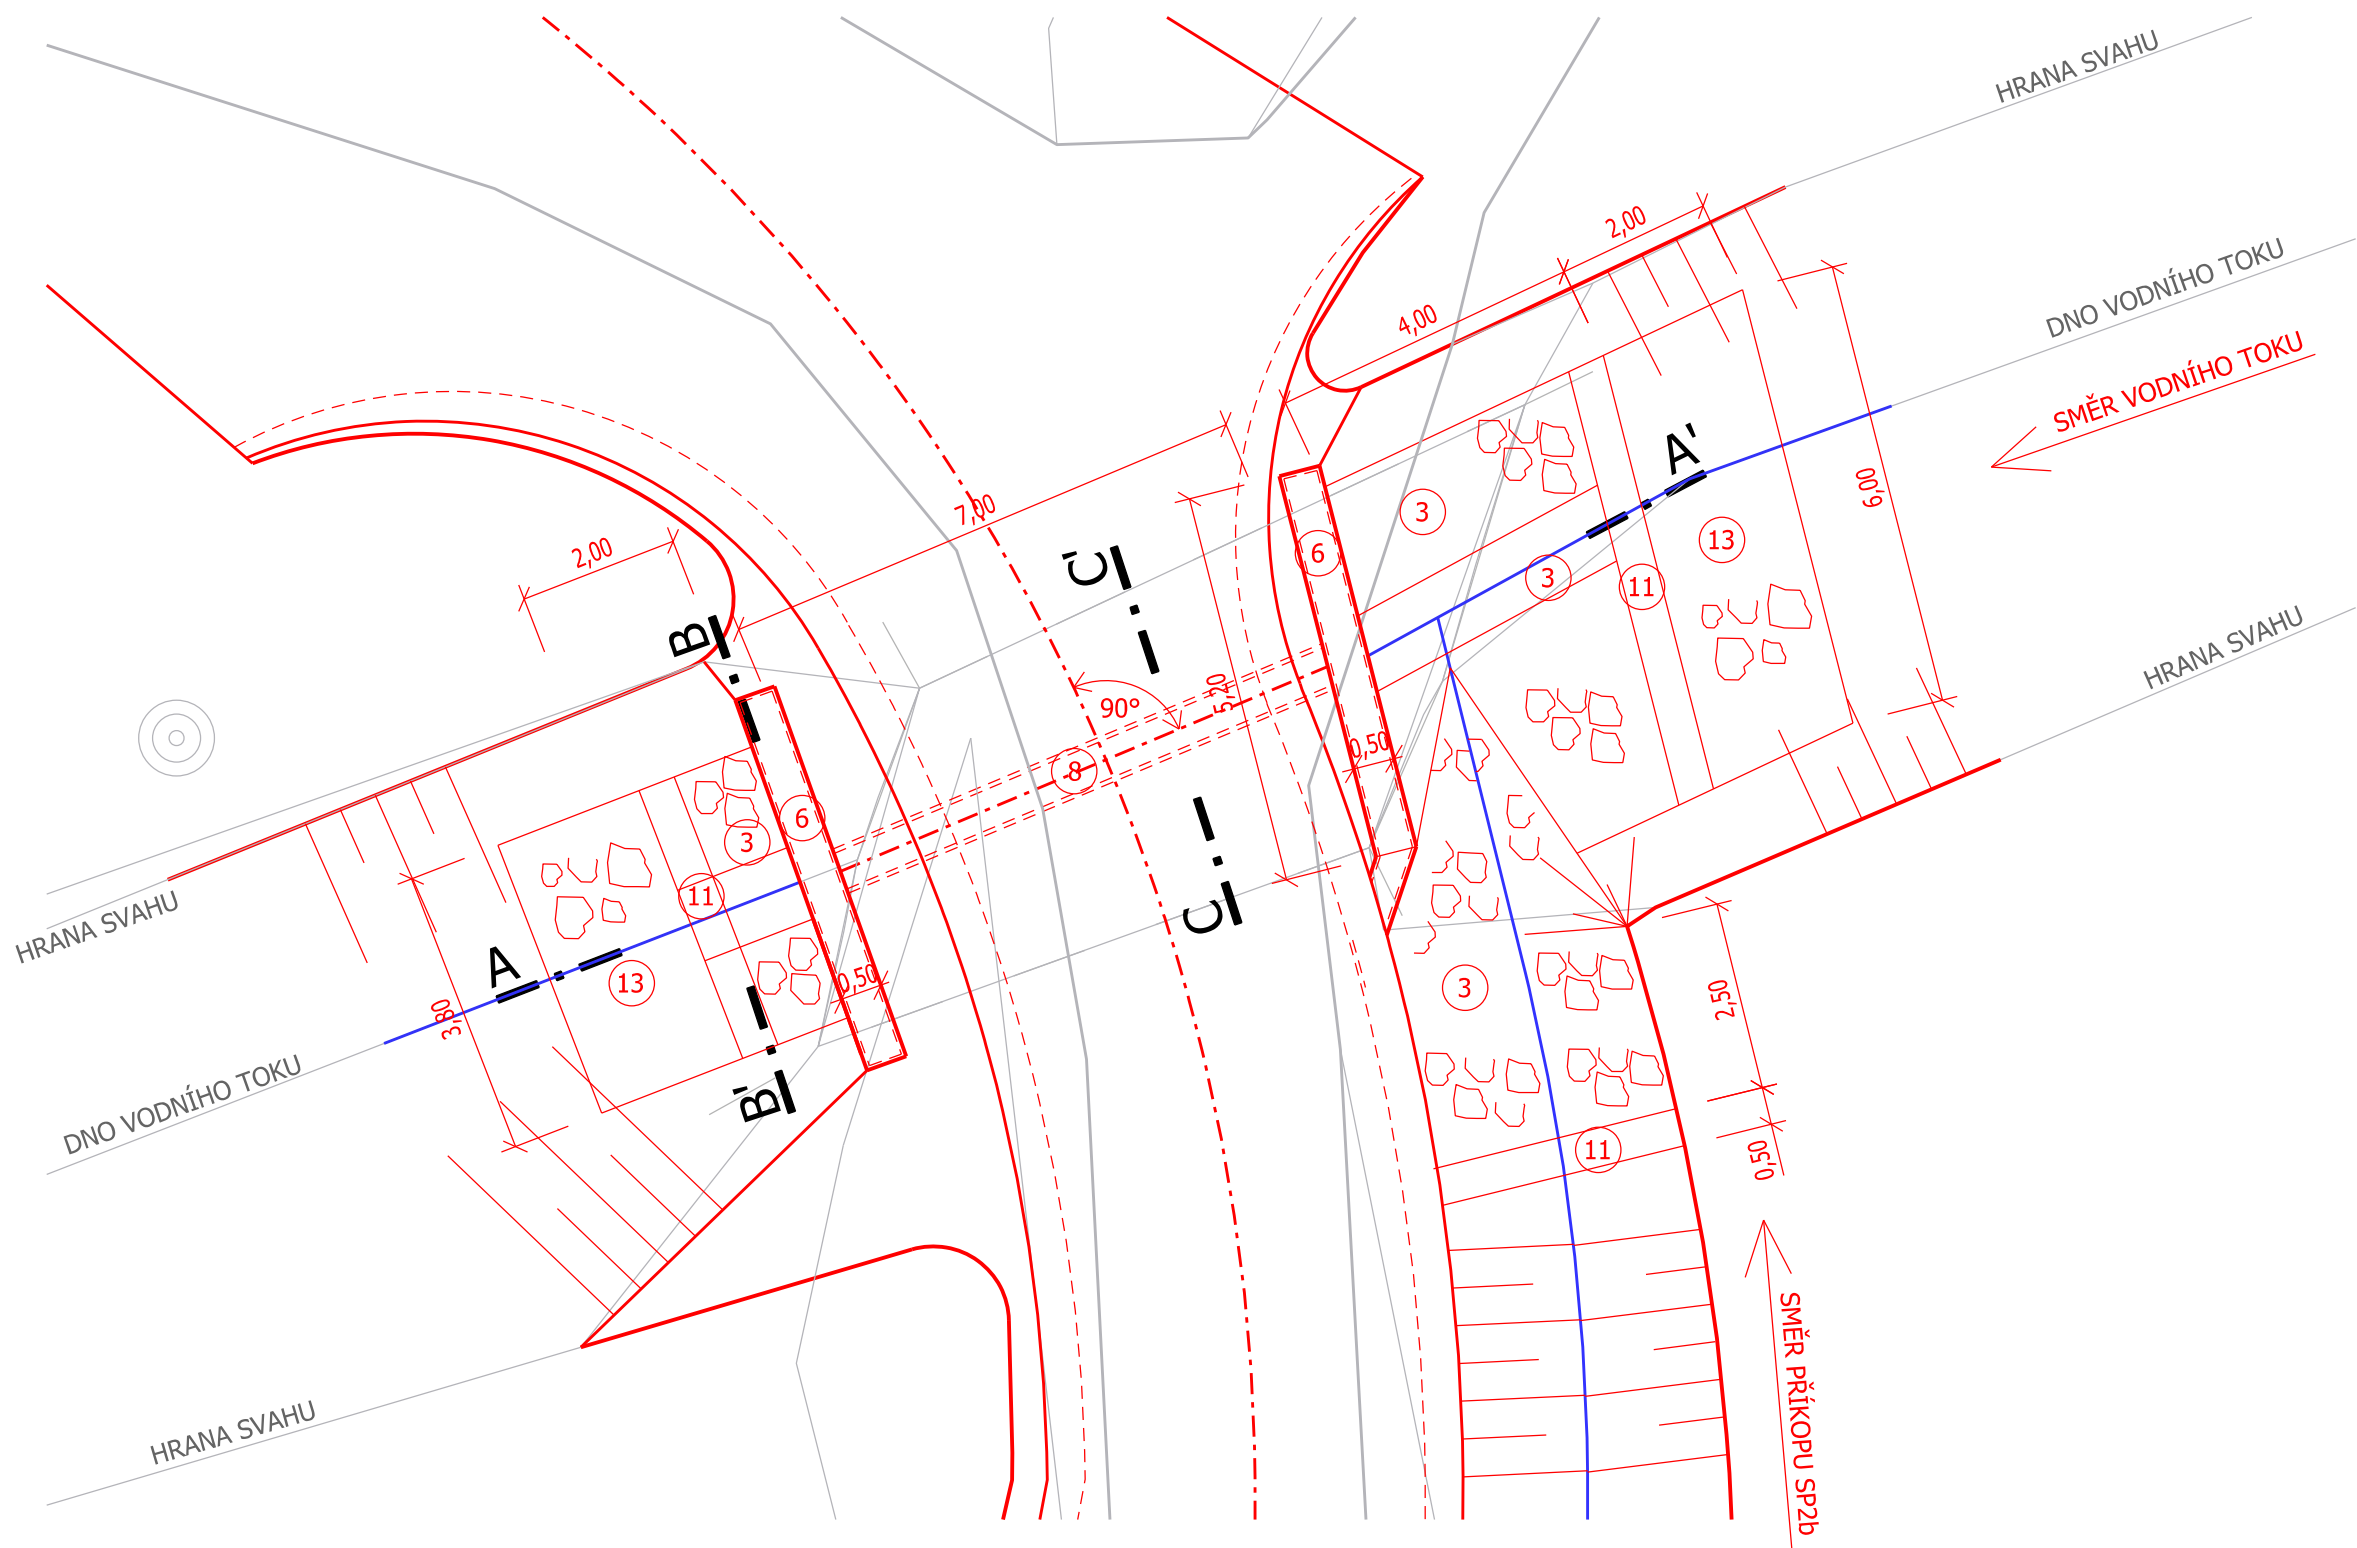 HRANA SVAHU
2,00
DNO VODNÍHO TOKU
4,00
SMĚR VODNÍHO TOKU
A'
6,00
7,00
3
13
2,00
C'
6
3
11
HRANA SVAHU
B
5,20
90°
0,50
8
6
3
11
HRANA SVAHU
C
A
13
0,50
3
2,50
3,80
DNO VODNÍHO TOKU
B'
11
0,50
HRANA SVAHU
SMĚR PŘÍKOPU SP2b